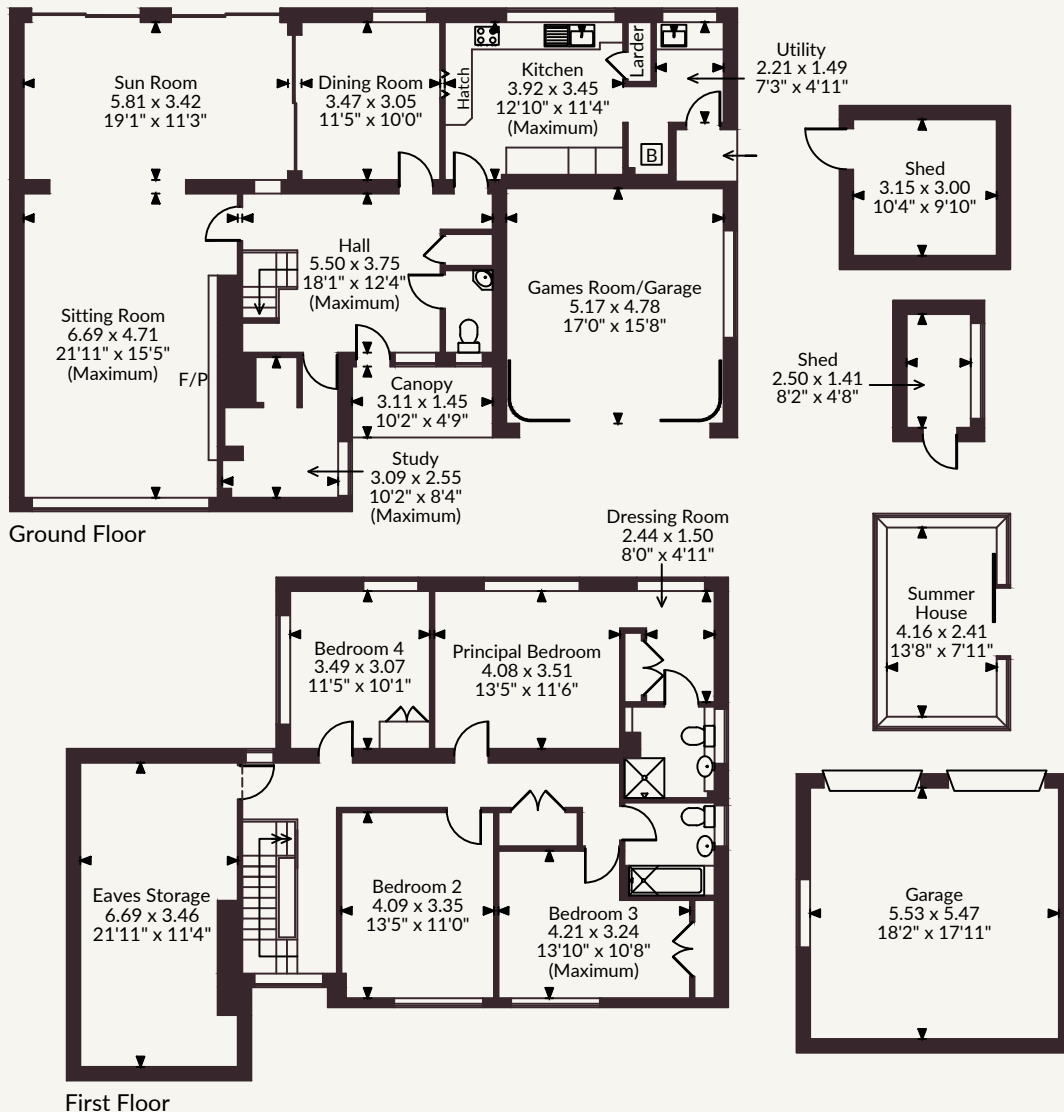 Sun Room
5.81 x 3.42
19'1" x 11'3"
Dining Room
3.47 x 3.05
11'5" x 10'0"
Hatch
Kitchen
3.92 x 3.45
12'10" x 11'4"
(Maximum)
Larder
Utility
2.21 x 1.49
7'3" x 4'11"
B
Shed
3.15 x 3.00
10'4" x 9'10"
Hall
5.50 x 3.75
18'1" x 12'4"
(Maximum)
Games Room/Garage
5.17 x 4.78
17'0" x 15'8"
Sitting Room
6.69 x 4.71
21'11" x 15'5"
(Maximum)
F/P
Canopy
3.11 x 1.45
10'2" x 4'9"
Shed
2.50 x 1.41
8'2" x 4'8"
Study
3.09 x 2.55
10'2" x 8'4"
(Maximum)
Ground Floor
Dressing Room
2.44 x 1.50
8'0" x 4'11"
Summer
House
4.16 x 2.41
13'8" x 7'11"
Bedroom 4
3.49 x 3.07
11'5" x 10'1"
Principal Bedroom
4.08 x 3.51
13'5" x 11'6"
Eaves Storage
6.69 x 3.46
21'11" x 11'4"
Bedroom 2
4.09 x 3.35
13'5" x 11'0"
Bedroom 3
4.21 x 3.24
13'10" x 10'8"
(Maximum)
Garage
5.53 x 5.47
18'2" x 17'11"
First Floor